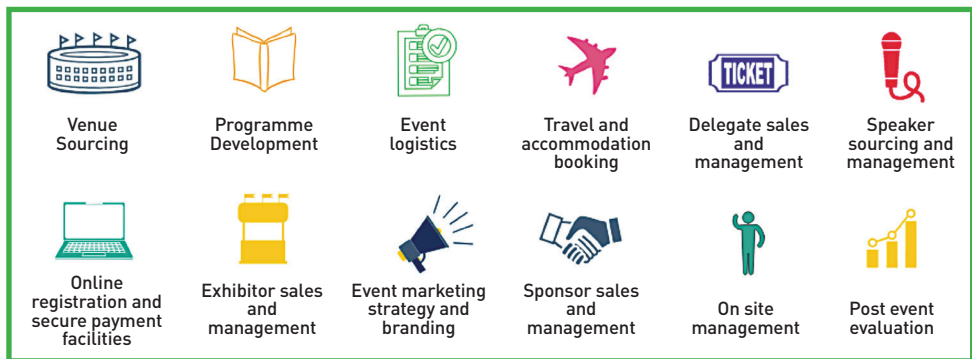 TICKET
Venue
Sourcing
Programme
Development
Event
logistics
Travel and
accommodation
booking
Delegate sales
and
management
Speaker
sourcing and
management
Online
registration and
secure payment
facilities
Exhibitor sales
and
management
Event marketing
strategy and
branding
Sponsor sales
and
management
On site
management
Post event
evaluation